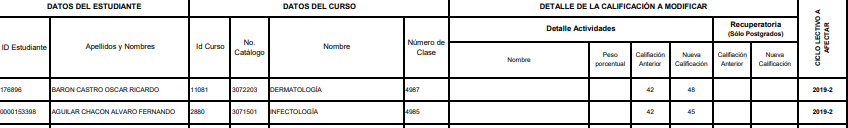 DATOS DEL ESTUDIANTE DATOS DEL CURSO DETALLE DE LA CALIFICACIÓN A MODIFICAR
CICLO LECTIVO A AFECTAR
ID Estudiante Apellidos y Nombres Id Curso No. Catálogo Nombre Número de Clase
Detalle Actividades Recuperatoria (Sólo Postgrados)
Nombre Peso porcentual Califiación Anterior Nueva Calificación Califiación Anterior Nueva Calificación
176896 BARON CASTRO OSCAR RICARDO 11081 3072203 DERMATOLOGÍA 4987 42 48 2019-2
0000153398 AGUILAR CHACON ALVARO FERNANDO 2880 3071501 INFECTOLOGÍA 4985 42 45 2019-2